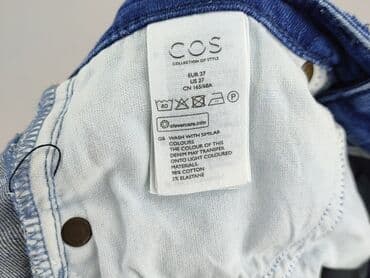 COS
COLLECTION OF STYLE
EUR 27
US 27
CN 165/68A
40
P
clevercare.info
GB WASH WITH SIMILAR
COLOURS
THE COLOUR OF THIS
DENIM MAY TRANSFER
ONTO LIGHT COLOURED
MATERIALS
98% COTTON
2% ELASTANE